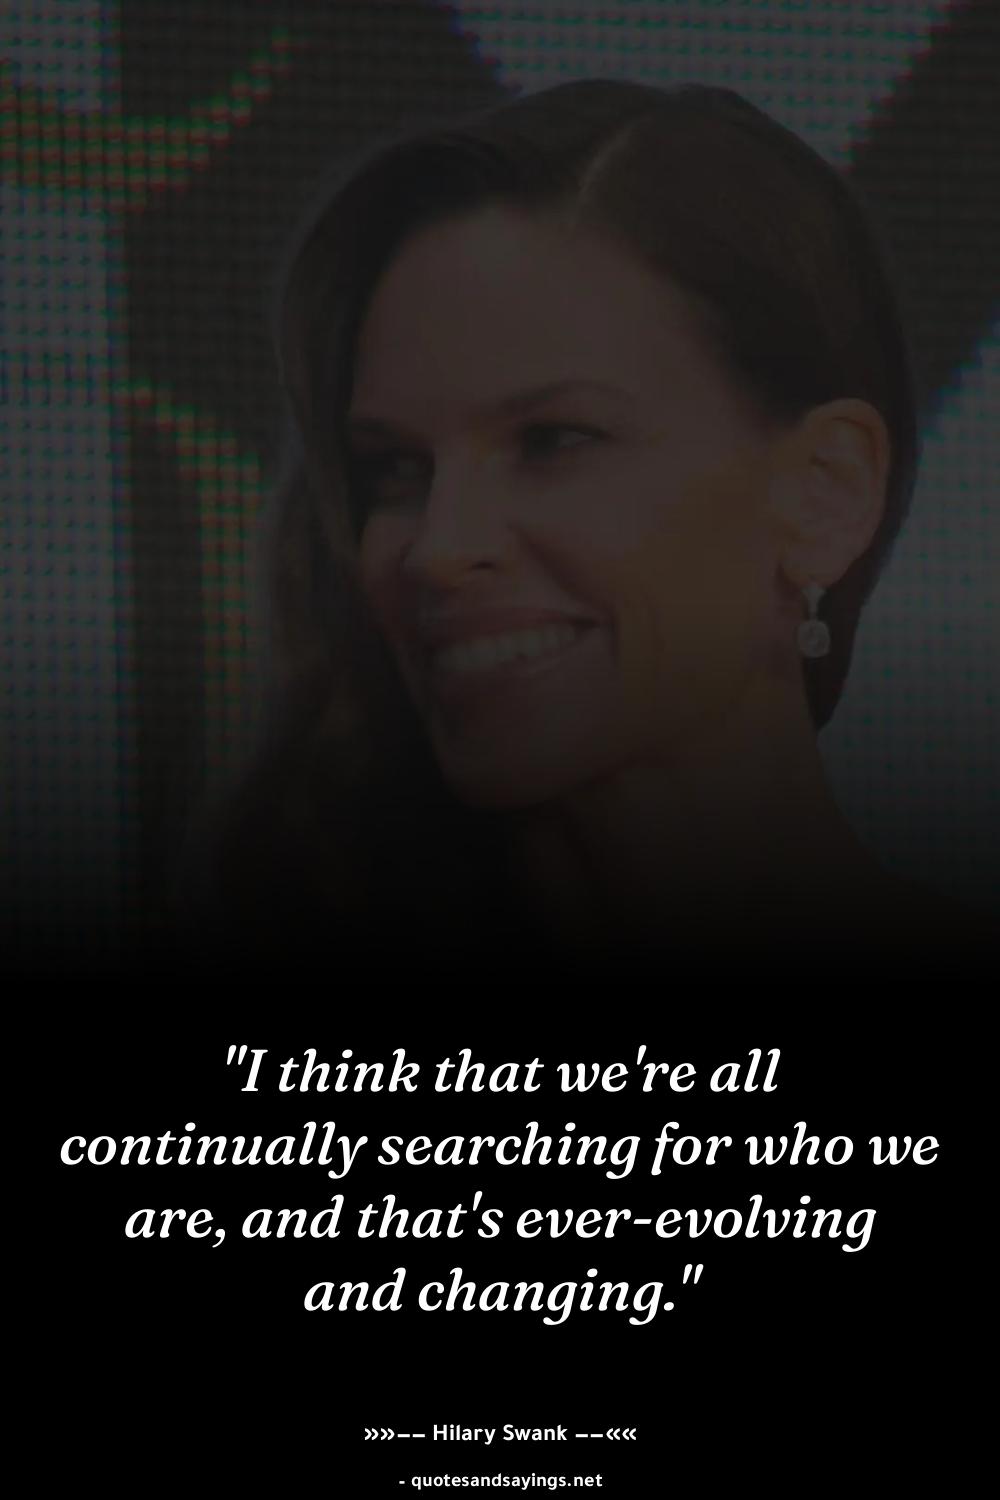 "I think that we're all
continually searching for who we
are, and that's ever-evolving
and changing."
»»-- Hilary Swank --««
- quotesandsayings.net